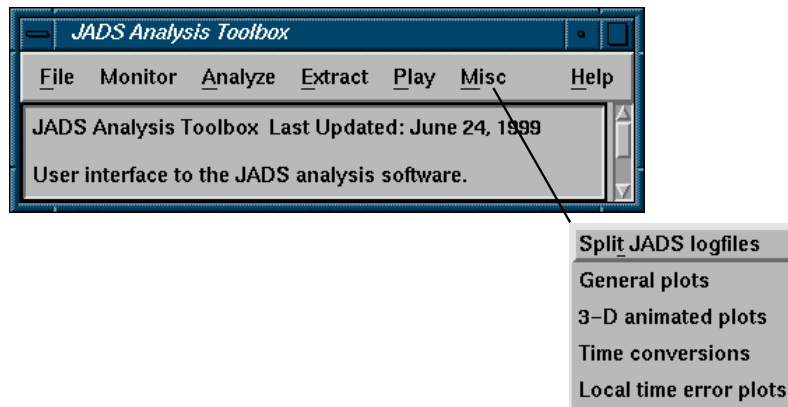 JADS Analysis Toolbox
File Monitor Analyze Extract Play Misc Help
JADS Analysis Toolbox Last Updated: June 24, 1999
User interface to the JADS analysis software.
Split JADS logfiles
General plots
3-D animated plots
Time conversions
Local time error plots